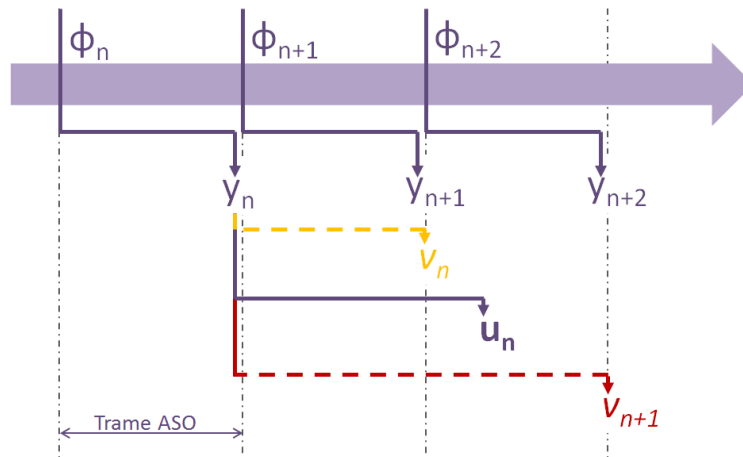 ϕn ϕn+1 ϕn+2
yn yn+1 yn+2
vn
un
vn+1
Trame ASO